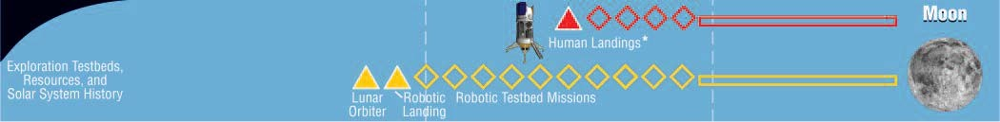 Moon
Human Landings*
Exploration Testbeds,
Resources, and
Solar System History
Lunar
Orbiter
Robotic
Landing
Robotic Testbed Missions